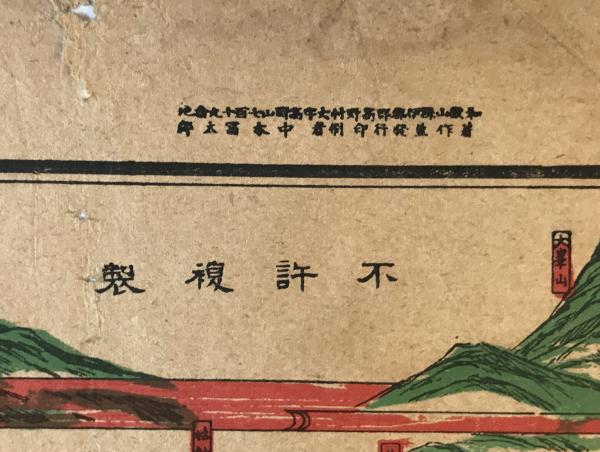 和歌山縣伊都郡高野村大字高野山七百十九番地
著作並發行印刷者 中本富太郎
不許複製
大峯山